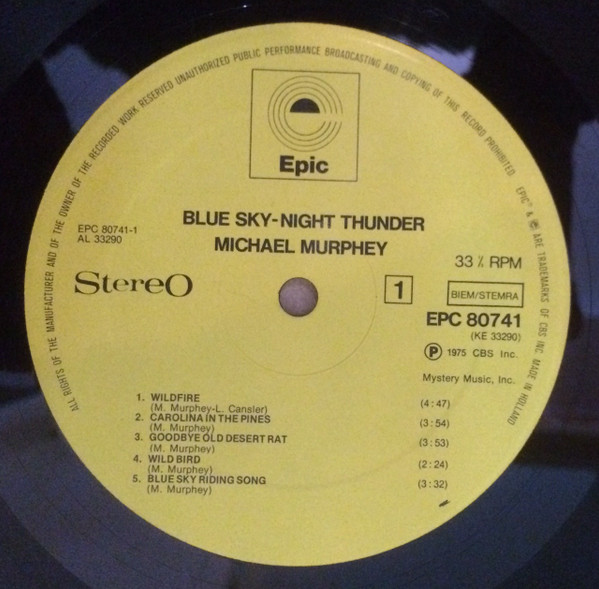 ALL RIGHTS OF THE MANUFACTURER AND OF THE OWNER OF THE RECORDED WORK RESERVED UNAUTHORIZED PUBLIC PERFORMANCE BROADCASTING AND COPYING OF THIS RECORD PROHIBITED EPIC® & ARE TRADEMARKS OF CBS INC MADE IN HOLLAND
Epic
BLUE SKY-NIGHT THUNDER
MICHAEL MURPHEY
EPC 80741-1
AL 33290
Stereo
33 ⅓ RPM
1
BIEM/STEMRA
EPC 80741
(KE 33290)
Ⓟ 1975 CBS Inc.
Mystery Music, Inc.
1. WILDFIRE (4:47)
(M. Murphey-L. Cansler)
2. CAROLINA IN THE PINES (3:54)
(M. Murphey)
3. GOODBYE OLD DESERT RAT (3:53)
(M. Murphey)
4. WILD BIRD (2:24)
(M. Murphey)
5. BLUE SKY RIDING SONG (3:32)
(M. Murphey)